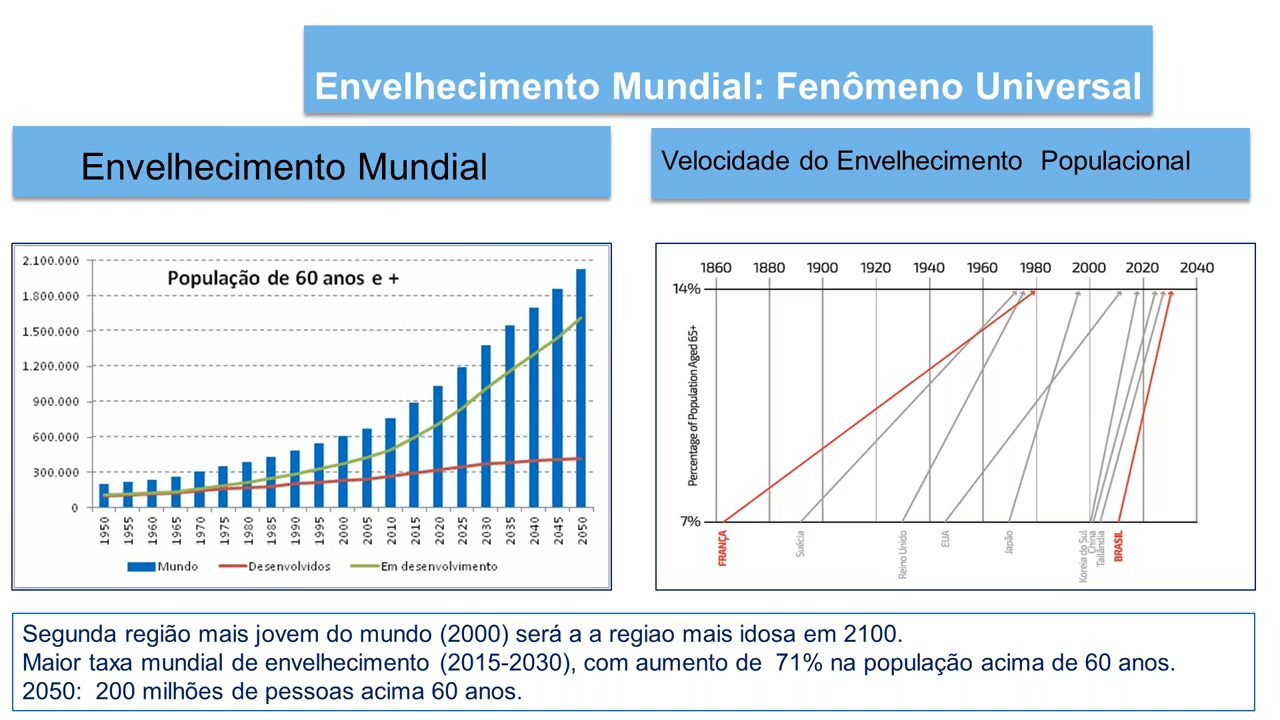 Envelhecimento Mundial: Fenômeno Universal
Envelhecimento Mundial
Velocidade do Envelhecimento Populacional
População de 60 anos e +
2.100.000
1.800.000
1.500.000
1.200.000
900.000
600.000
300.000
0
1950 1955 1960 1965 1970 1975 1980 1985 1990 1995 2000 2005 2010 2015 2020 2025 2030 2035 2040 2045 2050
Mundo Desenvolvidos Em desenvolvimento
1860 1880 1900 1920 1940 1960 1980 2000 2020 2040
14%
Percentage of Population Aged 65+
7%
FRANÇA
Suécia
Reino Unido
EUA
Japão
Koreia do Sul
China
Tailândia
BRASIL
Segunda região mais jovem do mundo (2000) será a a regiao mais idosa em 2100.
Maior taxa mundial de envelhecimento (2015-2030), com aumento de 71% na população acima de 60 anos.
2050: 200 milhões de pessoas acima 60 anos.